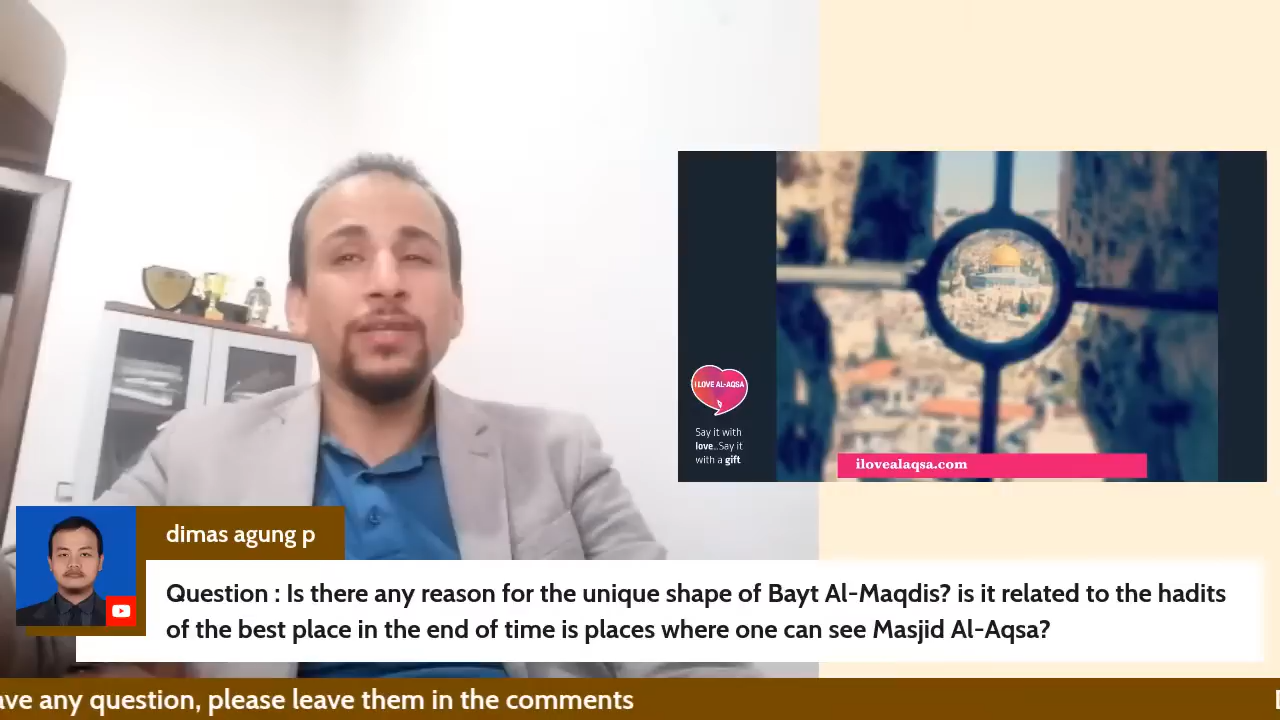 I LOVE AL-AQSA
Say it with
love..Say it
with a gift
ilovealaqsa.com
dimas agung p
Question : Is there any reason for the unique shape of Bayt Al-Maqdis? is it related to the hadits
of the best place in the end of time is places where one can see Masjid Al-Aqsa?
ave any question, please leave them in the comments